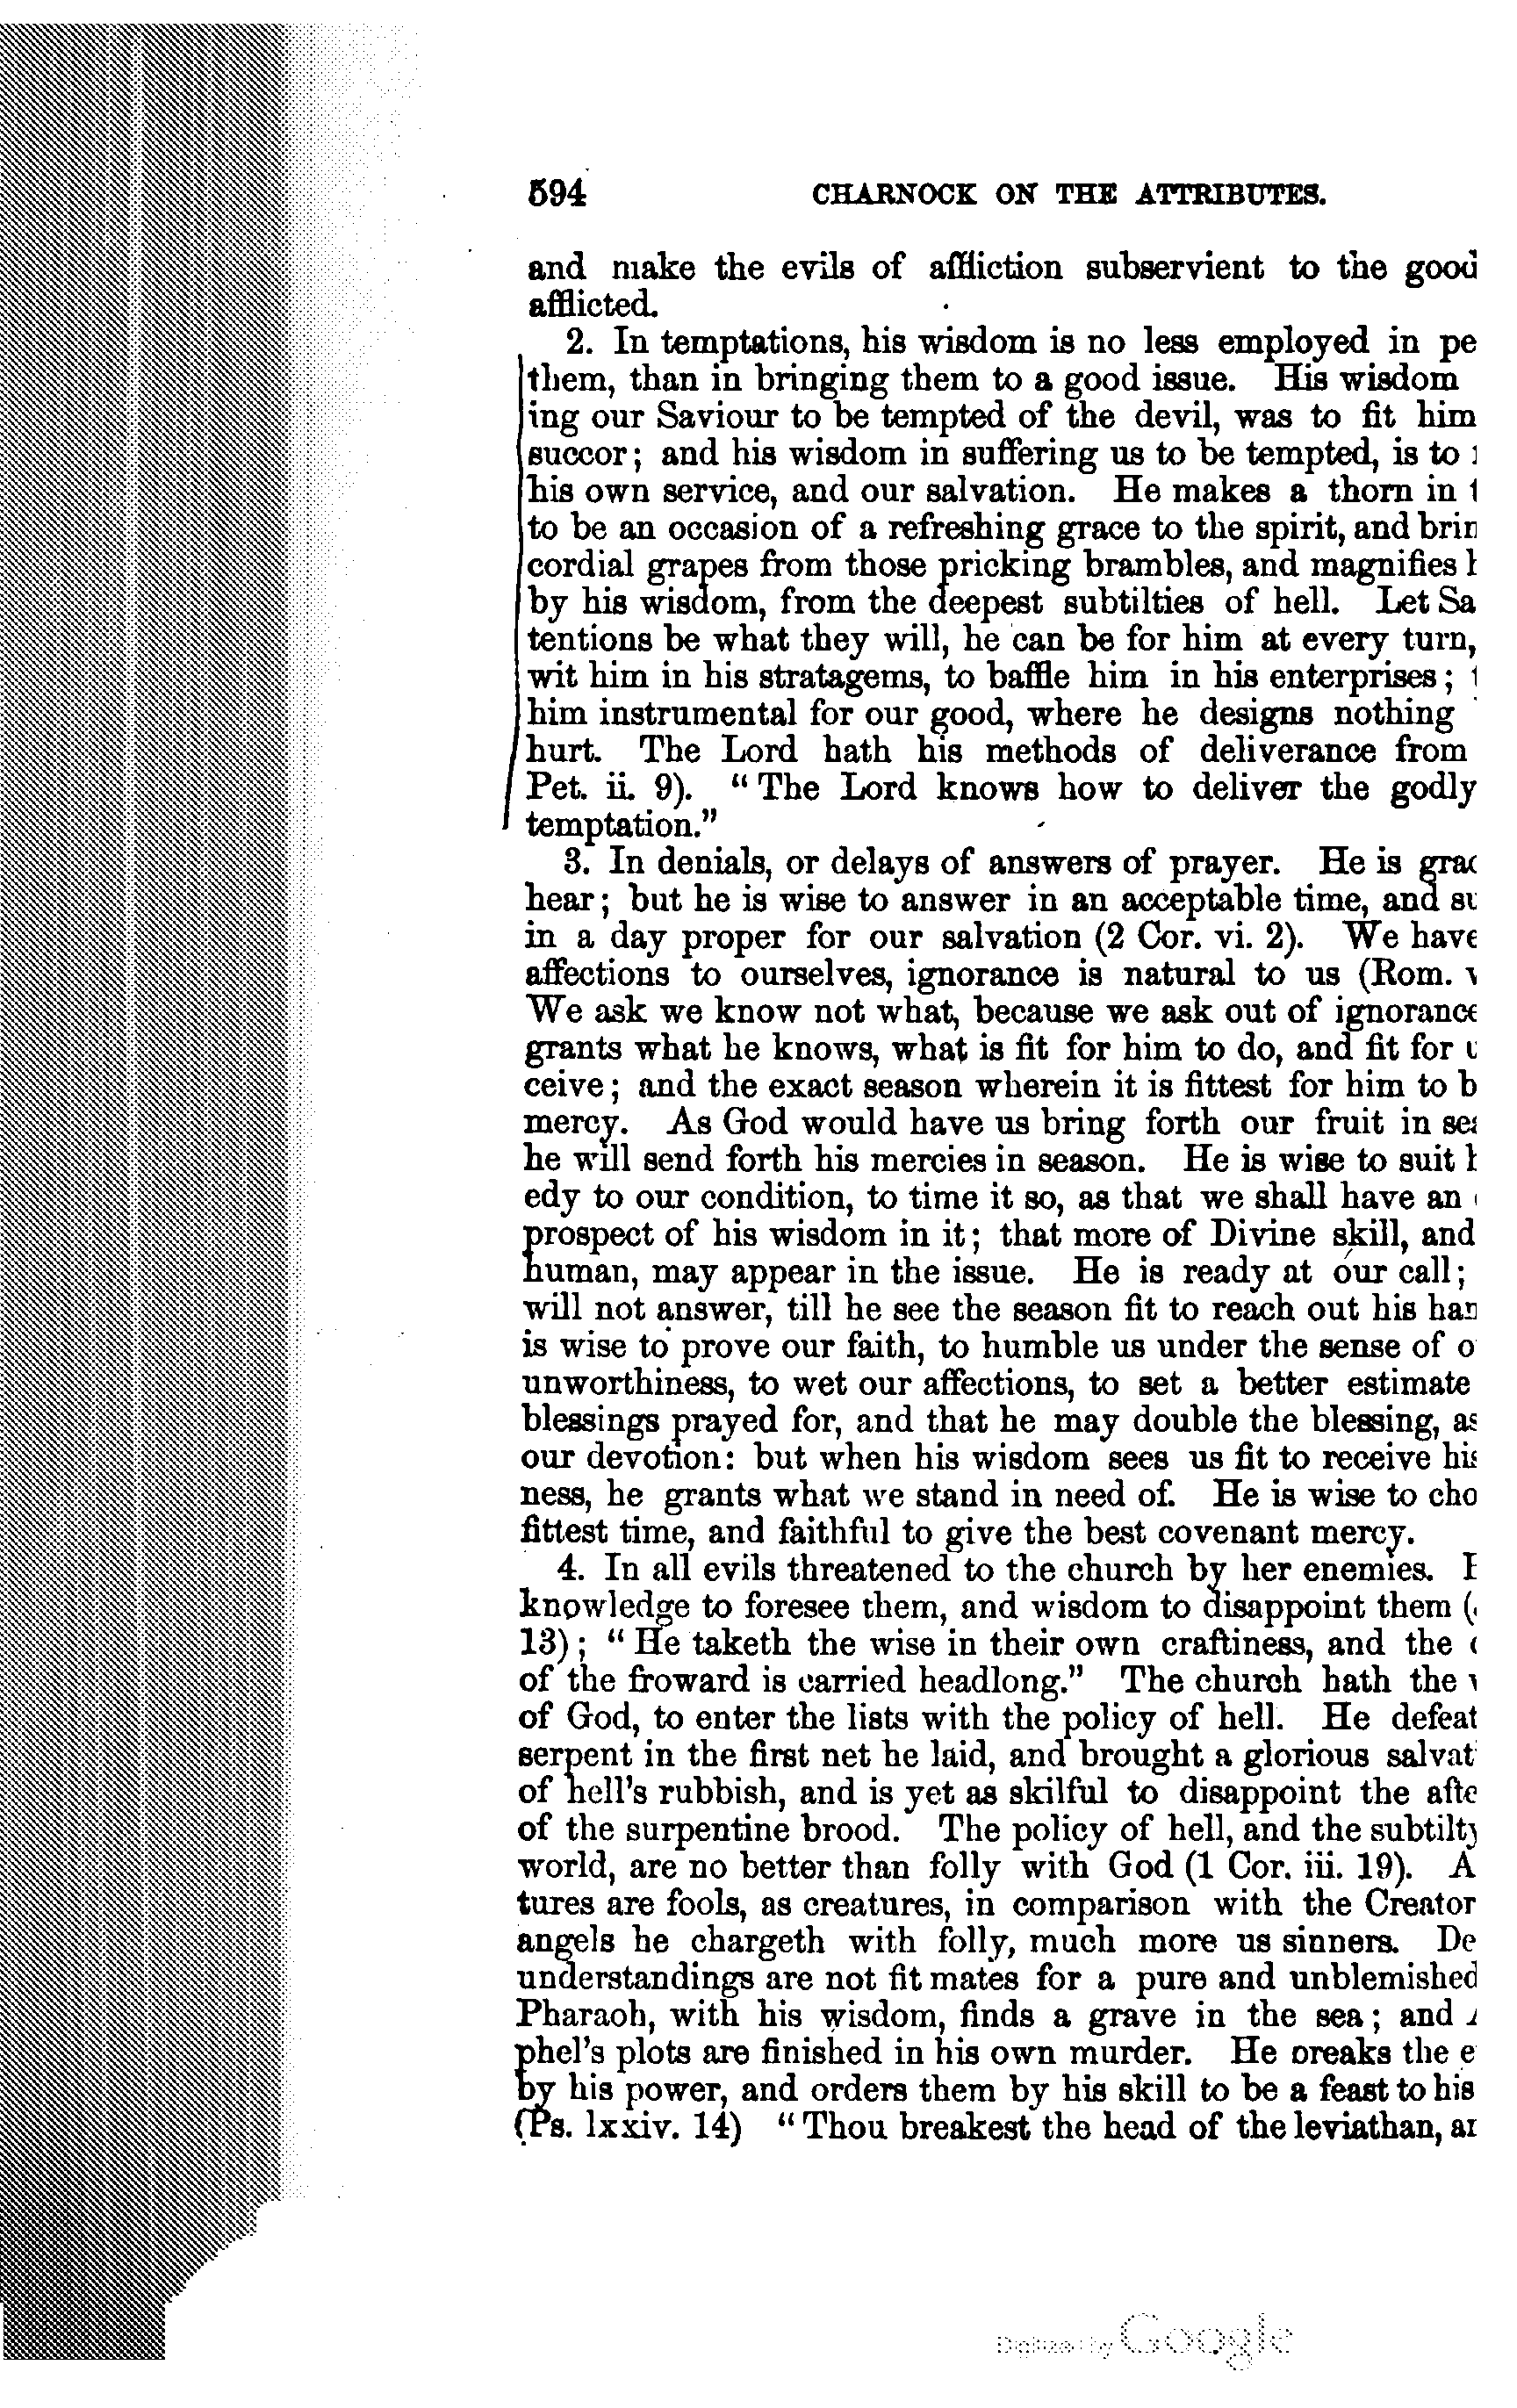 594 CHARNOCK ON THE ATTRIBUTES.
and make the evils of affliction subservient to the good
afflicted.
2. In temptations, his wisdom is no less employed in pe
them, than in bringing them to a good issue. His wisdom
ing our Saviour to be tempted of the devil, was to fit him
succor; and his wisdom in suffering us to be tempted, is to
his own service, and our salvation. He makes a thorn in
to be an occasion of a refreshing grace to the spirit, and brin
cordial grapes from those pricking brambles, and magnifies
by his wisdom, from the deepest subtilties of hell. Let Sa
tentions be what they will, he can be for him at every turn,
wit him in his stratagems, to baffle him in his enterprises;
him instrumental for our good, where he designs nothing
hurt. The Lord hath his methods of deliverance from
Pet. ii. 9). “The Lord knows how to deliver the godly
temptation.”
3. In denials, or delays of answers of prayer. He is grac
hear; but he is wise to answer in an acceptable time, and
in a day proper for our salvation (2 Cor. vi. 2). We have
affections to ourselves, ignorance is natural to us (Rom.
We ask we know not what, because we ask out of ignorance
grants what he knows, what is fit for him to do, and fit for
ceive; and the exact season wherein it is fittest for him to b
mercy. As God would have us bring forth our fruit in
he will send forth his mercies in season. He is wise to suit
edy to our condition, to time it so, as that we shall have an
prospect of his wisdom in it; that more of Divine skill, and
human, may appear in the issue. He is ready at our call;
will not answer, till he see the season fit to reach out his
is wise to prove our faith, to humble us under the sense of o
unworthiness, to wet our affections, to set a better estimate
blessings prayed for, and that he may double the blessing, as
our devotion: but when his wisdom sees us fit to receive his
ness, he grants what we stand in need of. He is wise to cho
fittest time, and faithful to give the best covenant mercy.
4. In all evils threatened to the church by her enemies.
knowledge to foresee them, and wisdom to disappoint them (
13); “He taketh the wise in their own craftiness, and the
of the froward is carried headlong.” The church hath the
of God, to enter the lists with the policy of hell. He defeat
serpent in the first net he laid, and brought a glorious salvat
of hell's rubbish, and is yet as skilful to disappoint the afte
of the surpentine brood. The policy of hell, and the subtilty
world, are no better than folly with God (1 Cor. iii. 19). A
tures are fools, as creatures, in comparison with the Creator
angels he chargeth with folly, much more us sinners. De
understandings are not fit mates for a pure and unblemished
Pharaoh, with his wisdom, finds a grave in the sea; and
phel's plots are finished in his own murder. He breaks the
by his power, and orders them by his skill to be a feast to his
(Ps. lxxiv. 14) “Thou breakest the head of the leviathan,
Digitized by Google